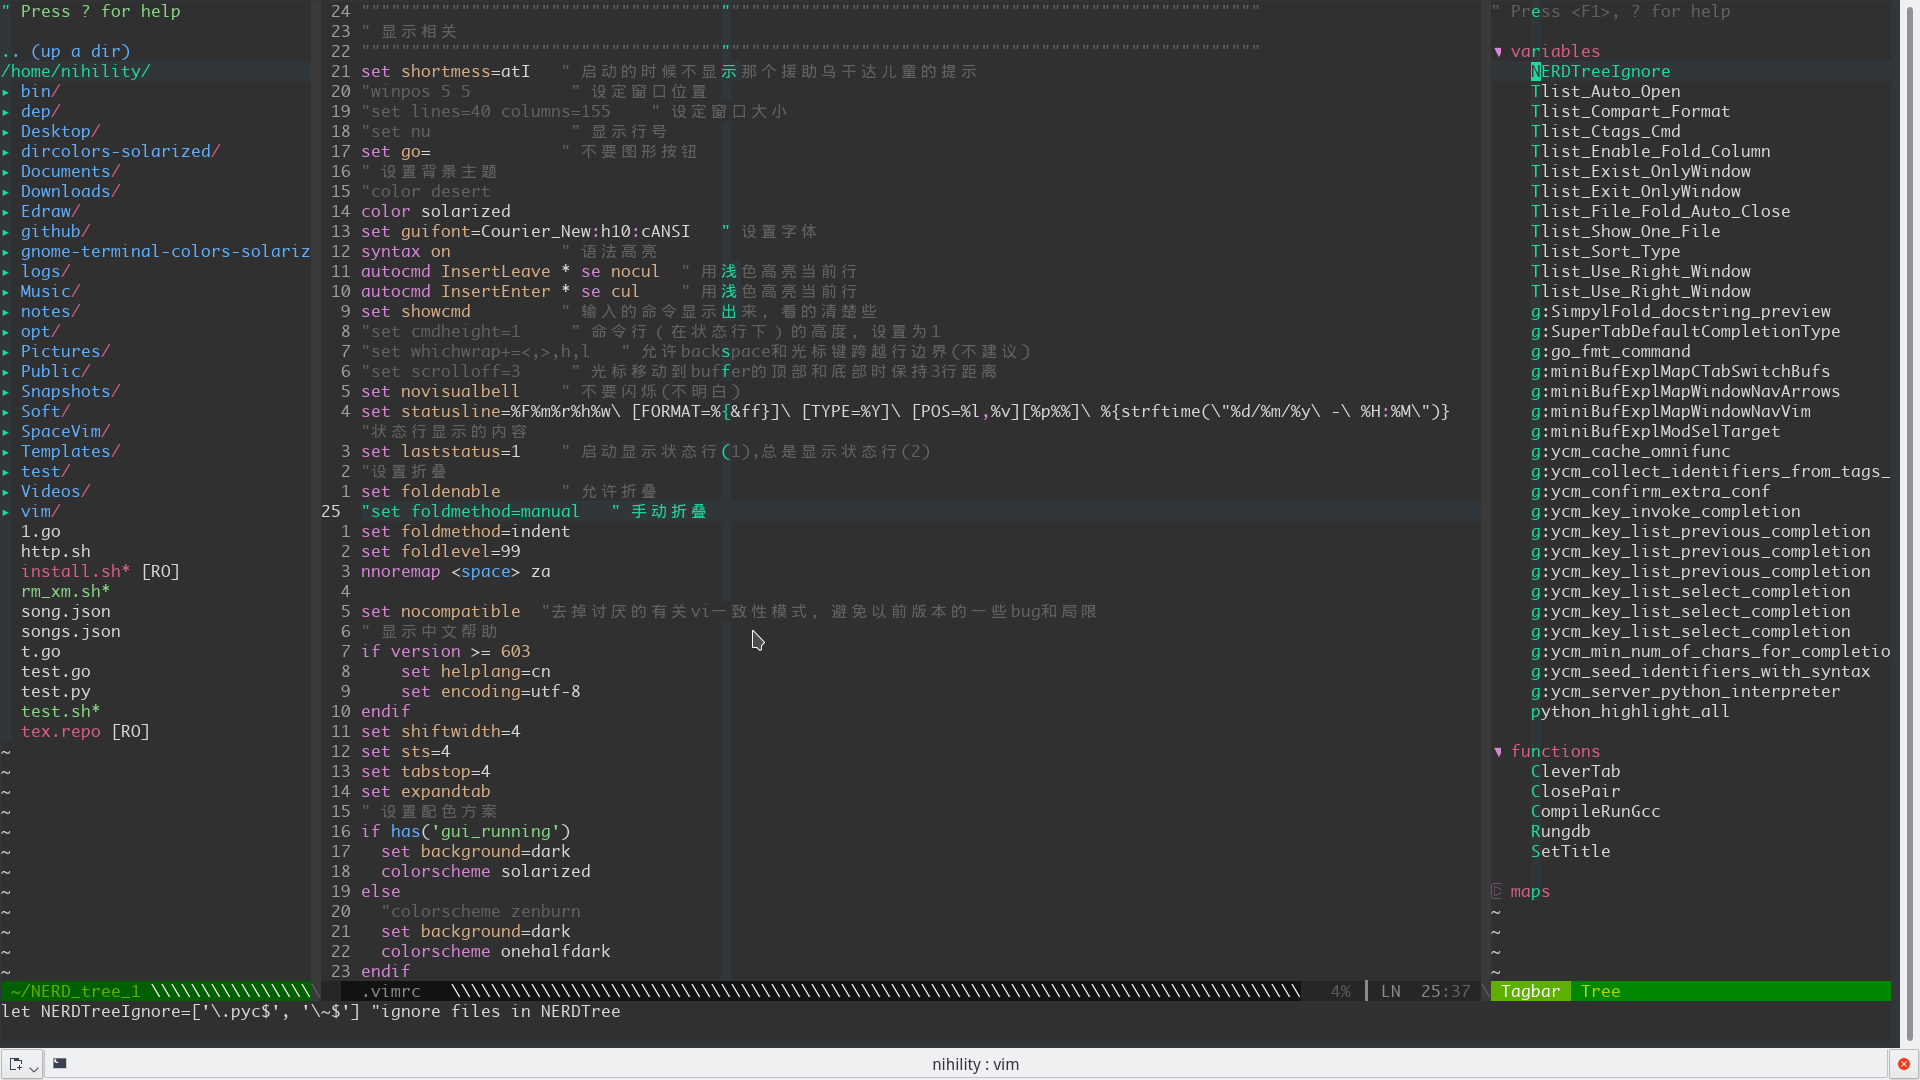 " Press ? for help
.. (up a dir)
/home/nihility/
▸ bin/
▸ dep/
▸ Desktop/
▸ dircolors-solarized/
▸ Documents/
▸ Downloads/
▸ Edraw/
▸ github/
▸ gnome-terminal-colors-solariz
▸ logs/
▸ Music/
▸ notes/
▸ opt/
▸ Pictures/
▸ Public/
▸ Snapshots/
▸ Soft/
▸ SpaceVim/
▸ Templates/
▸ test/
▸ Videos/
▸ vim/
1.go
http.sh
install.sh* [RO]
rm_xm.sh*
song.json
songs.json
t.go
test.go
test.py
test.sh*
tex.repo [RO]
~
~
~
~
~
~
~
~
~
~
~
~
~/NERD_tree_1 \\\\\\\\\\\\\\\\\
24 """"""""""""""""""""""""""""""""""""""""""""""""""""""""""""""""""""""""""""""""""""""""""
23 " 显示相关
22 """"""""""""""""""""""""""""""""""""""""""""""""""""""""""""""""""""""""""""""""""""""""""
21 set shortmess=atI   " 启动的时候不显示那个援助乌干达儿童的提示
20 "winpos 5 5          " 设定窗口位置
19 "set lines=40 columns=155    " 设定窗口大小
18 "set nu              " 显示行号
17 set go=             " 不要图形按钮
16 " 设置背景主题
15 "color desert
14 color solarized
13 set guifont=Courier_New:h10:cANSI   " 设置字体
12 syntax on           " 语法高亮
11 autocmd InsertLeave * se nocul  " 用浅色高亮当前行
10 autocmd InsertEnter * se cul    " 用浅色高亮当前行
9 set showcmd         " 输入的命令显示出来，看的清楚些
8 "set cmdheight=1     " 命令行（在状态行下）的高度，设置为1
7 "set whichwrap+=<,>,h,l   " 允许backspace和光标键跨越行边界(不建议)
6 "set scrolloff=3     " 光标移动到buffer的顶部和底部时保持3行距离
5 set novisualbell    " 不要闪烁(不明白)
4 set statusline=%F%m%r%h%w\ [FORMAT=%{&ff}]\ [TYPE=%Y]\ [POS=%l,%v][%p%%]\ %{strftime(\"%d/%m/%y\ -\ %H:%M\")}
"状态行显示的内容
3 set laststatus=1    " 启动显示状态行(1),总是显示状态行(2)
2 "设置折叠
1 set foldenable      " 允许折叠
25 "set foldmethod=manual   " 手动折叠
1 set foldmethod=indent
2 set foldlevel=99
3 nnoremap <space> za
4
5 set nocompatible  "去掉讨厌的有关vi一致性模式，避免以前版本的一些bug和局限
6 " 显示中文帮助
7 if version >= 603
8     set helplang=cn
9     set encoding=utf-8
10 endif
11 set shiftwidth=4
12 set sts=4
13 set tabstop=4
14 set expandtab
15 " 设置配色方案
16 if has('gui_running')
17   set background=dark
18   colorscheme solarized
19 else
20   "colorscheme zenburn
21   set background=dark
22   colorscheme onehalfdark
23 endif
.vimrc   \\\\\\\\\\\\\\\\\\\\\\\\\\\\\\\\\\\\\\\\\\\\\\\\\\\\\\\\\\\\\\\\\\\\\\\\\\\\\\\\\\\\\   4% | LN  25:37 \
" Press <F1>, ? for help
▼ variables
NERDTreeIgnore
Tlist_Auto_Open
Tlist_Compart_Format
Tlist_Ctags_Cmd
Tlist_Enable_Fold_Column
Tlist_Exist_OnlyWindow
Tlist_Exit_OnlyWindow
Tlist_File_Fold_Auto_Close
Tlist_Show_One_File
Tlist_Sort_Type
Tlist_Use_Right_Window
Tlist_Use_Right_Window
g:SimpylFold_docstring_preview
g:SuperTabDefaultCompletionType
g:go_fmt_command
g:miniBufExplMapCTabSwitchBufs
g:miniBufExplMapWindowNavArrows
g:miniBufExplMapWindowNavVim
g:miniBufExplModSelTarget
g:ycm_cache_omnifunc
g:ycm_collect_identifiers_from_tags_
g:ycm_confirm_extra_conf
g:ycm_key_invoke_completion
g:ycm_key_list_previous_completion
g:ycm_key_list_previous_completion
g:ycm_key_list_previous_completion
g:ycm_key_list_select_completion
g:ycm_key_list_select_completion
g:ycm_key_list_select_completion
g:ycm_min_num_of_chars_for_completio
g:ycm_seed_identifiers_with_syntax
g:ycm_server_python_interpreter
python_highlight_all
▼ functions
CleverTab
ClosePair
CompileRunGcc
Rungdb
SetTitle
▷ maps
~
~
~
~
Tagbar  Tree
let NERDTreeIgnore=['\.pyc$', '\~$'] "ignore files in NERDTree
nihility : vim